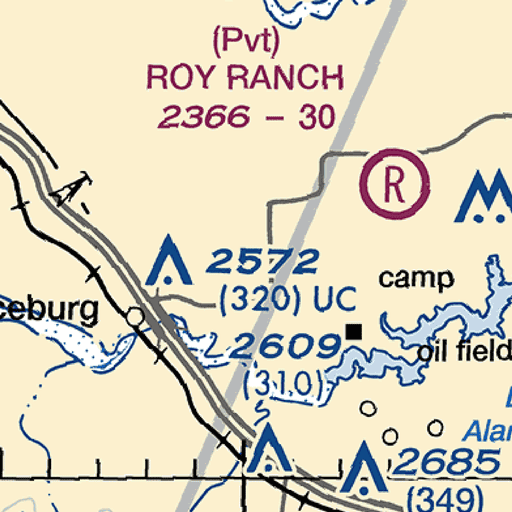 (Pvt)
ROY RANCH
2366 - 30
R
2572
(320) UC
camp
ceburg
2609
(310)
oil field
Alan
2685
(349)